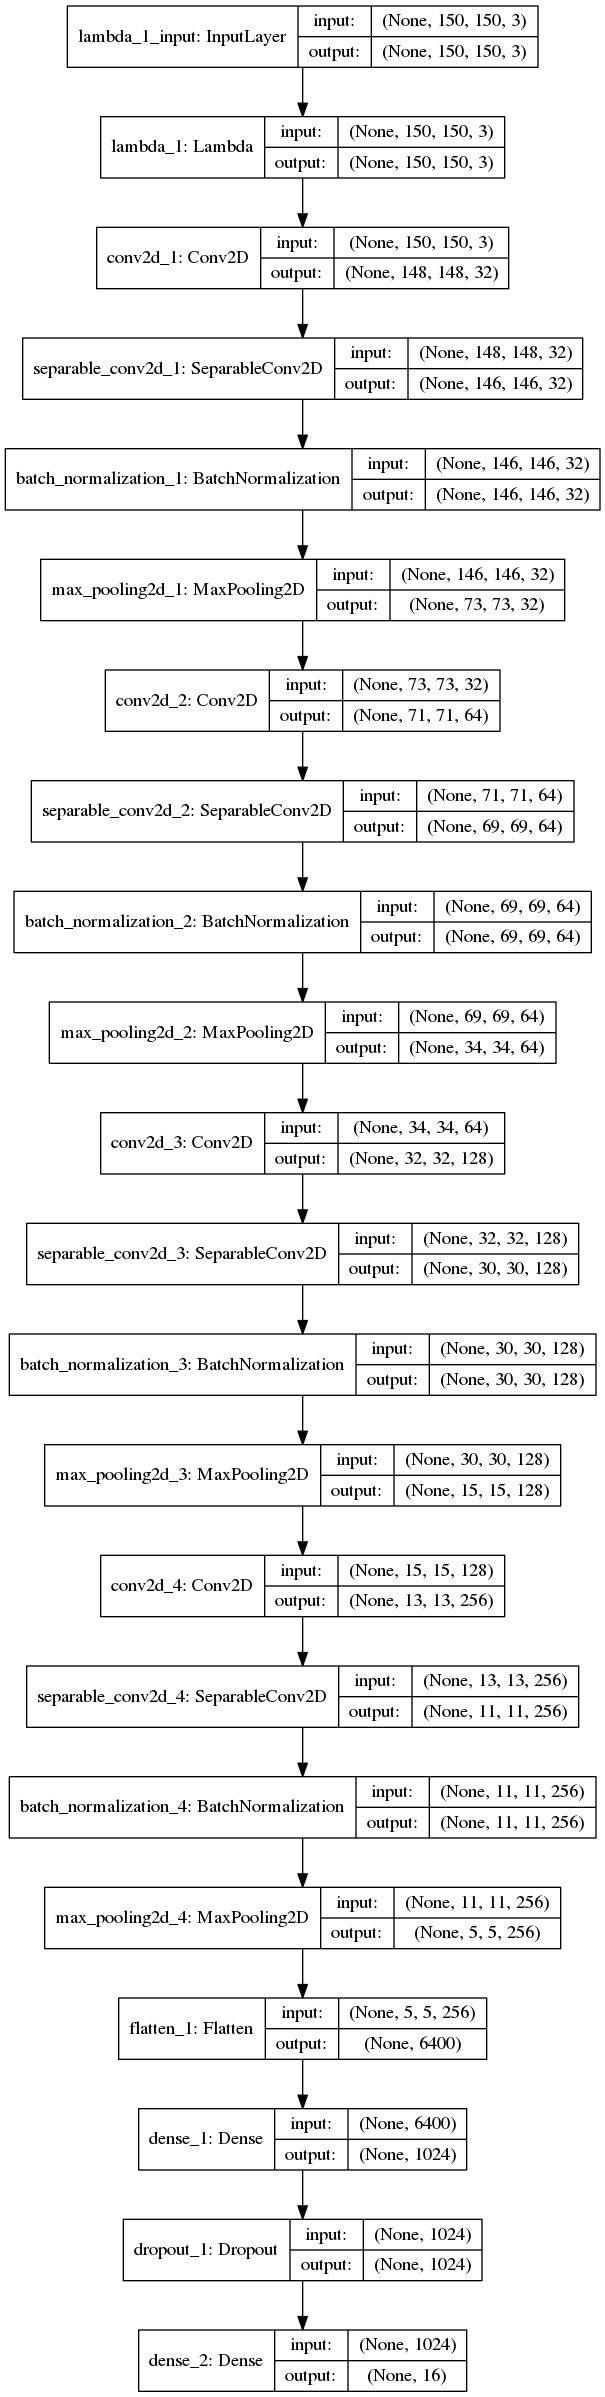 lambda_1_input: InputLayer
input: (None, 150, 150, 3)
output: (None, 150, 150, 3)
lambda_1: Lambda
input: (None, 150, 150, 3)
output: (None, 150, 150, 3)
conv2d_1: Conv2D
input: (None, 150, 150, 3)
output: (None, 148, 148, 32)
separable_conv2d_1: SeparableConv2D
input: (None, 148, 148, 32)
output: (None, 146, 146, 32)
batch_normalization_1: BatchNormalization
input: (None, 146, 146, 32)
output: (None, 146, 146, 32)
max_pooling2d_1: MaxPooling2D
input: (None, 146, 146, 32)
output: (None, 73, 73, 32)
conv2d_2: Conv2D
input: (None, 73, 73, 32)
output: (None, 71, 71, 64)
separable_conv2d_2: SeparableConv2D
input: (None, 71, 71, 64)
output: (None, 69, 69, 64)
batch_normalization_2: BatchNormalization
input: (None, 69, 69, 64)
output: (None, 69, 69, 64)
max_pooling2d_2: MaxPooling2D
input: (None, 69, 69, 64)
output: (None, 34, 34, 64)
conv2d_3: Conv2D
input: (None, 34, 34, 64)
output: (None, 32, 32, 128)
separable_conv2d_3: SeparableConv2D
input: (None, 32, 32, 128)
output: (None, 30, 30, 128)
batch_normalization_3: BatchNormalization
input: (None, 30, 30, 128)
output: (None, 30, 30, 128)
max_pooling2d_3: MaxPooling2D
input: (None, 30, 30, 128)
output: (None, 15, 15, 128)
conv2d_4: Conv2D
input: (None, 15, 15, 128)
output: (None, 13, 13, 256)
separable_conv2d_4: SeparableConv2D
input: (None, 13, 13, 256)
output: (None, 11, 11, 256)
batch_normalization_4: BatchNormalization
input: (None, 11, 11, 256)
output: (None, 11, 11, 256)
max_pooling2d_4: MaxPooling2D
input: (None, 11, 11, 256)
output: (None, 5, 5, 256)
flatten_1: Flatten
input: (None, 5, 5, 256)
output: (None, 6400)
dense_1: Dense
input: (None, 6400)
output: (None, 1024)
dropout_1: Dropout
input: (None, 1024)
output: (None, 1024)
dense_2: Dense
input: (None, 1024)
output: (None, 16)